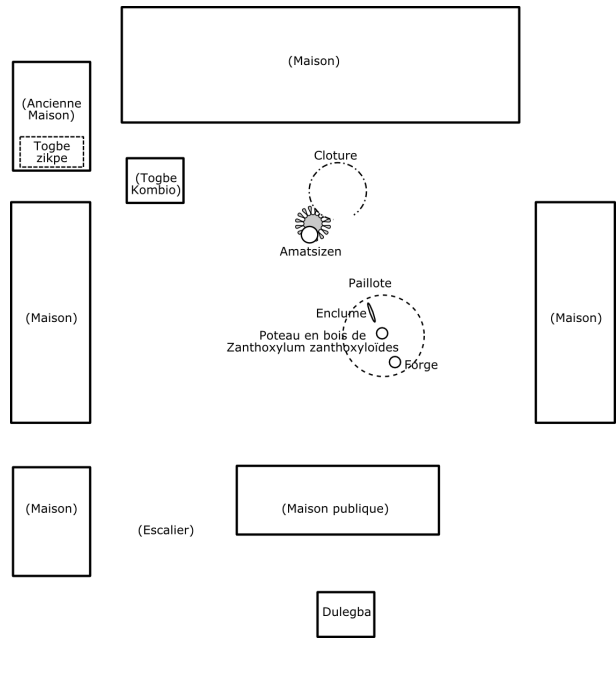 (Maison)
(Ancienne
Maison)
Togbe
zikpe
(Togbe
Kombio)
Cloture
Amatsizen
Paillote
Enclume
Poteau en bois de
Zanthoxylum zanthoxyloïdes
Forge
(Maison)
(Maison)
(Maison)
(Escalier)
(Maison publique)
Dulegba